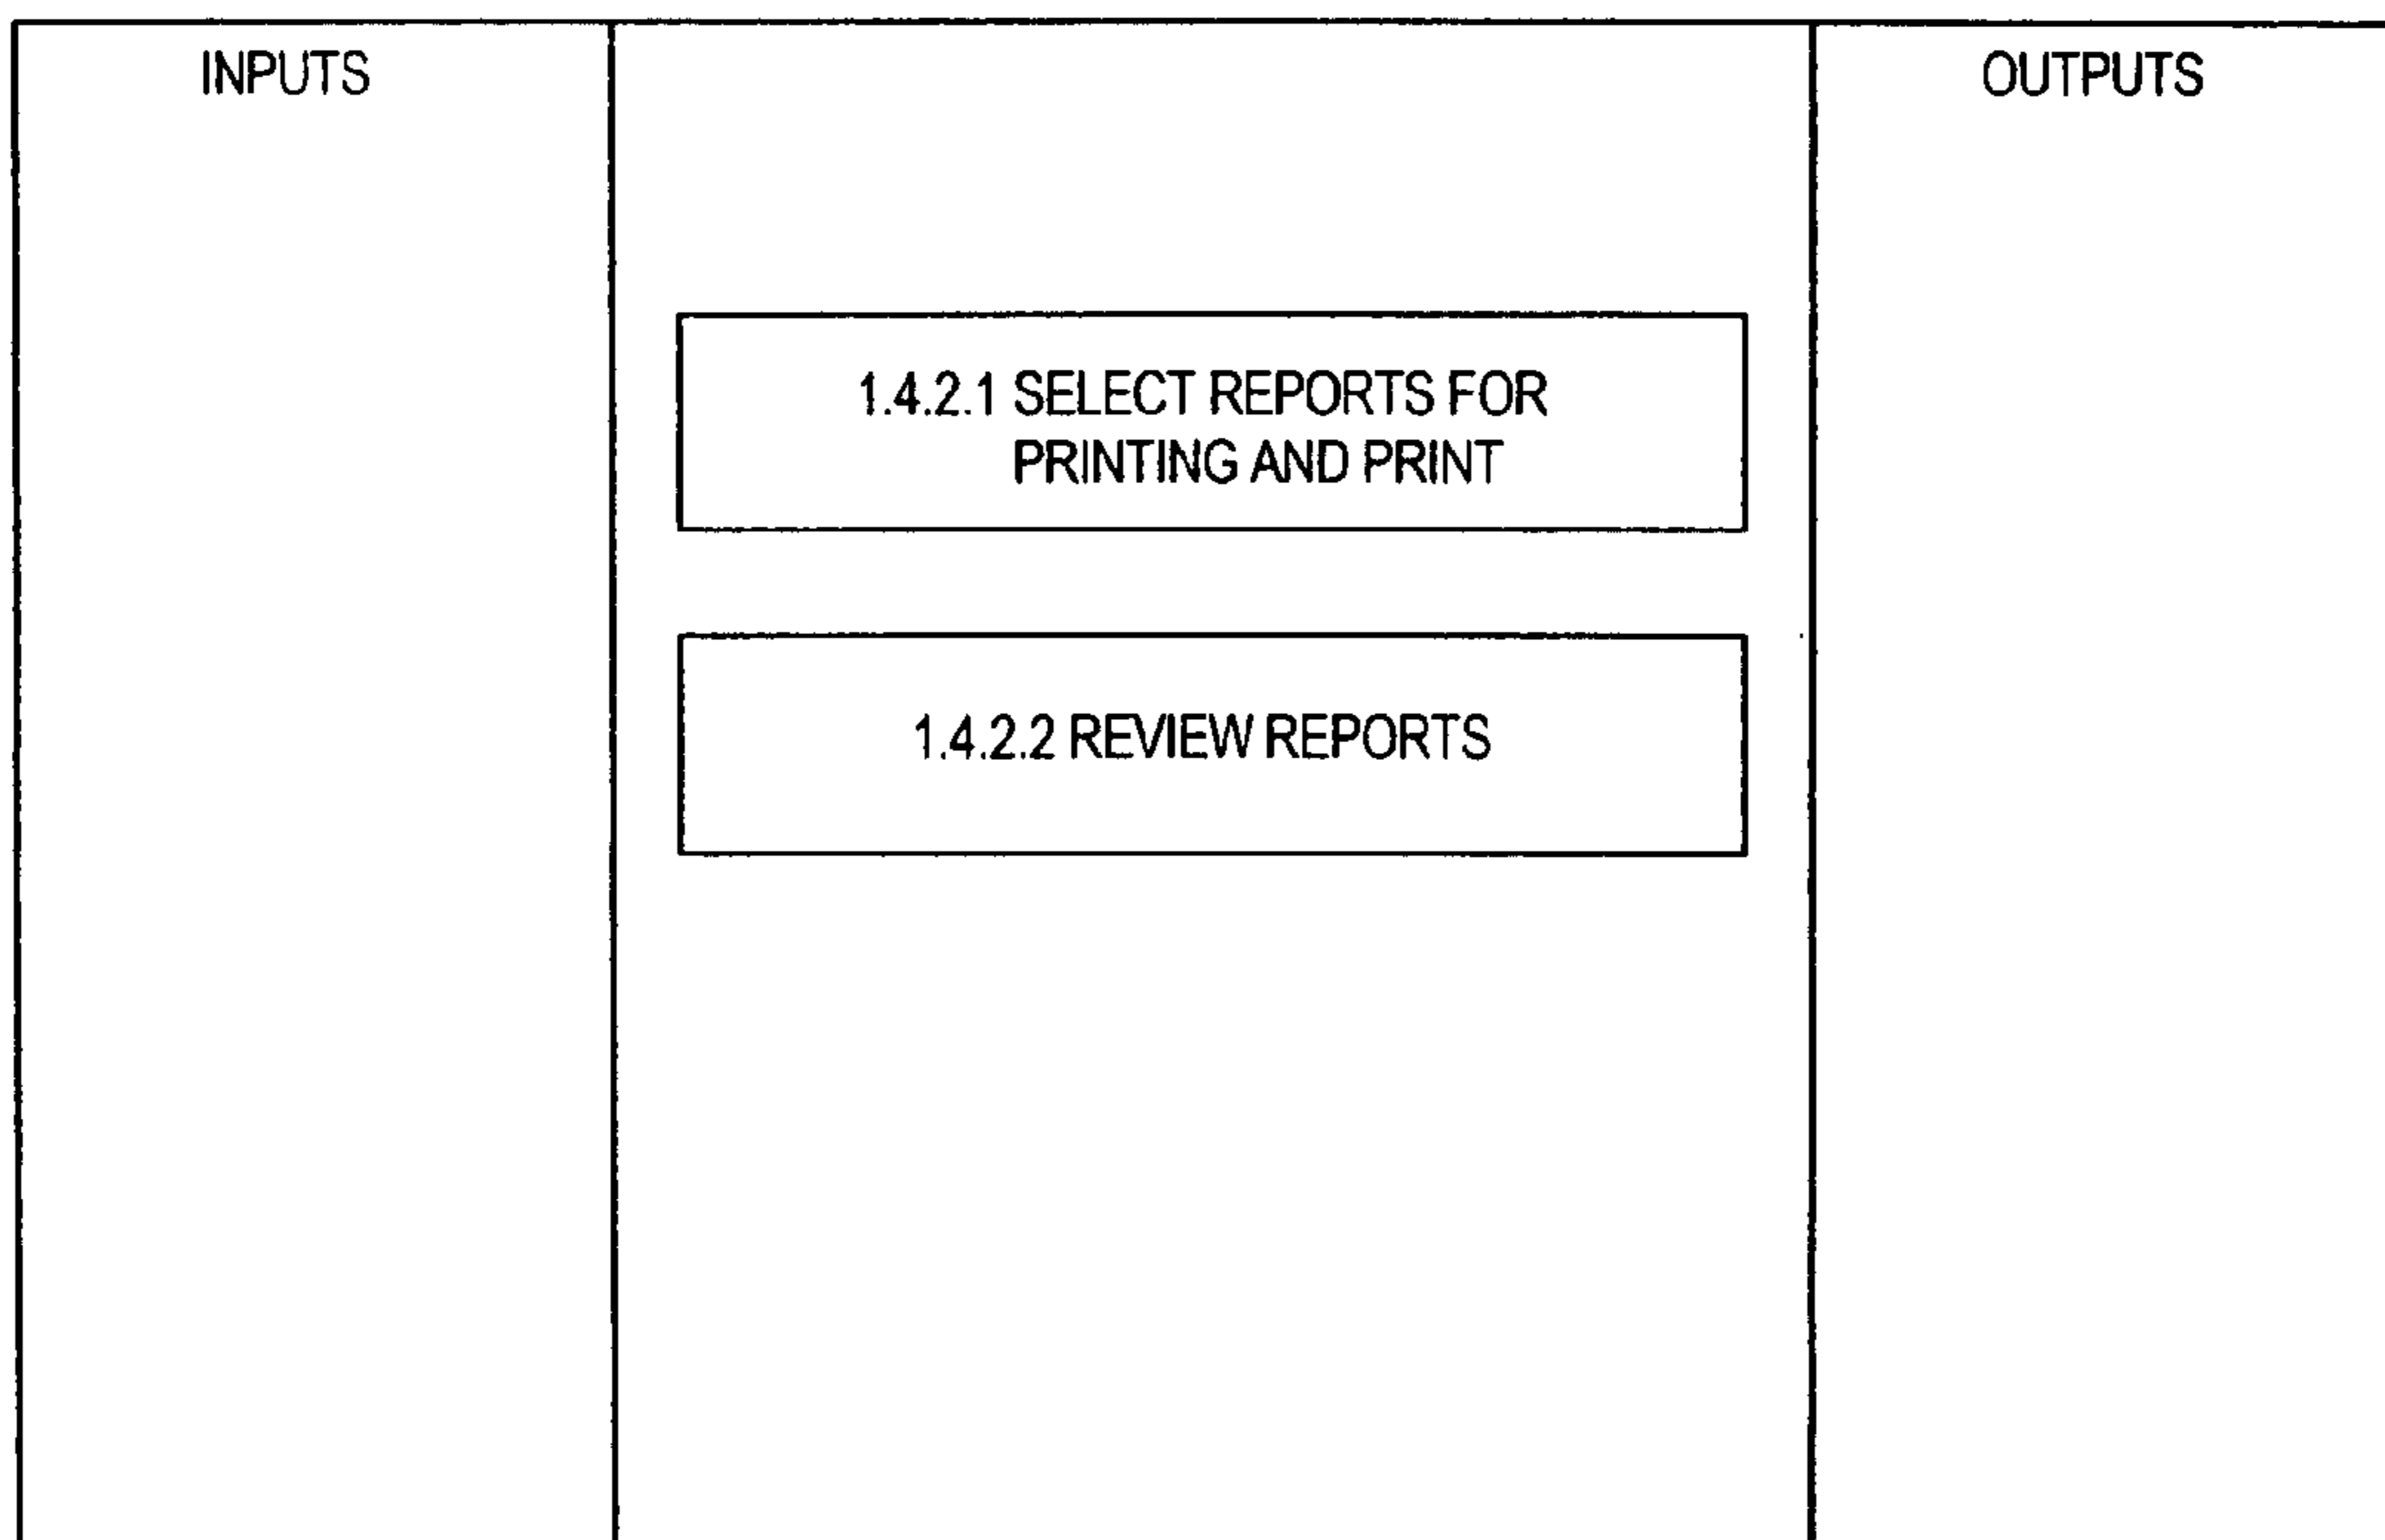 INPUTS
OUTPUTS
1.4.2.1 SELECT REPORTS FOR
PRINTING AND PRINT
1.4.2.2 REVIEW REPORTS